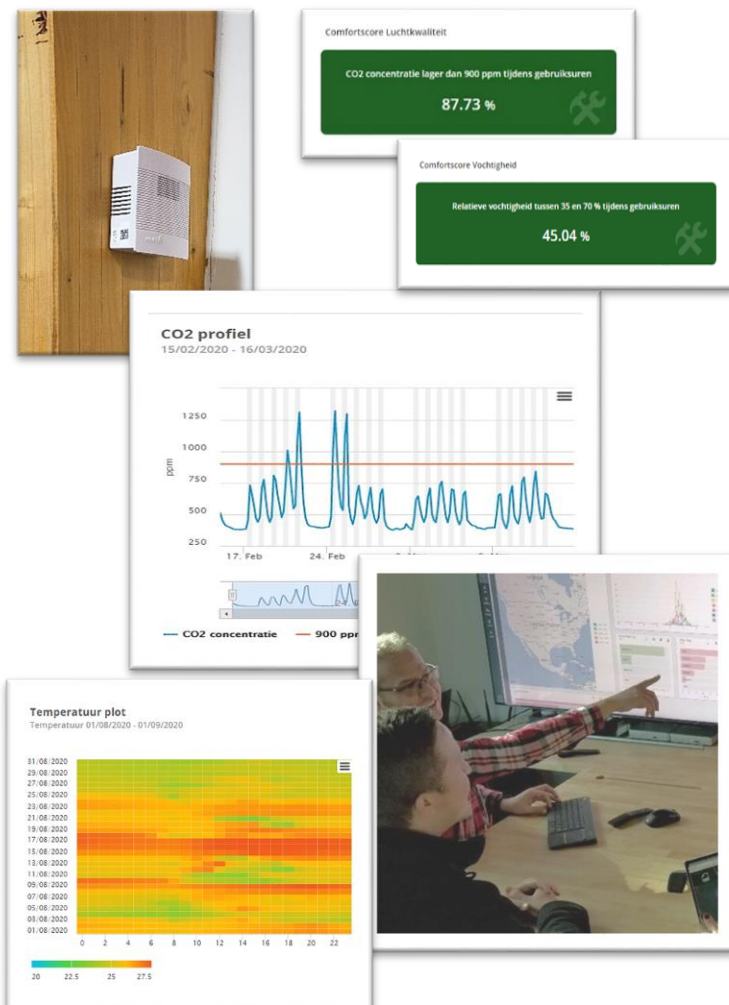 Comfortscore Luchtkwaliteit
CO2 concentratie lager dan 900 ppm tijdens gebruiksuren
87.73 %
Comfortscore Vochtigheid
Relatieve vochtigheid tussen 35 en 70 % tijdens gebruiksuren
45.04 %
CO2 profiel
15/02/2020 - 16/03/2020
1250
1000
ppm
750
500
250
17. Feb 24. Feb
CO2 concentratie 900 ppr
Temperatuur plot
Temperatuur 01/08/2020 - 01/09/2020
31/08/2020
29/08/2020
27/08/2020
25/08/2020
23/08/2020
21/08/2020
19/08/2020
17/08/2020
15/08/2020
13/08/2020
11/08/2020
09/08/2020
07/08/2020
05/08/2020
03/08/2020
01/08/2020
0 2 4 6 8 10 12 14 16 18 20 22
20 22.5 25 27.5